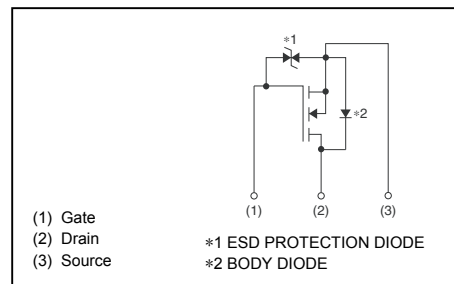 ∗1
∗2
(1) (2) (3)
(1) Gate
(2) Drain
(3) Source
∗1 ESD PROTECTION DIODE
∗2 BODY DIODE